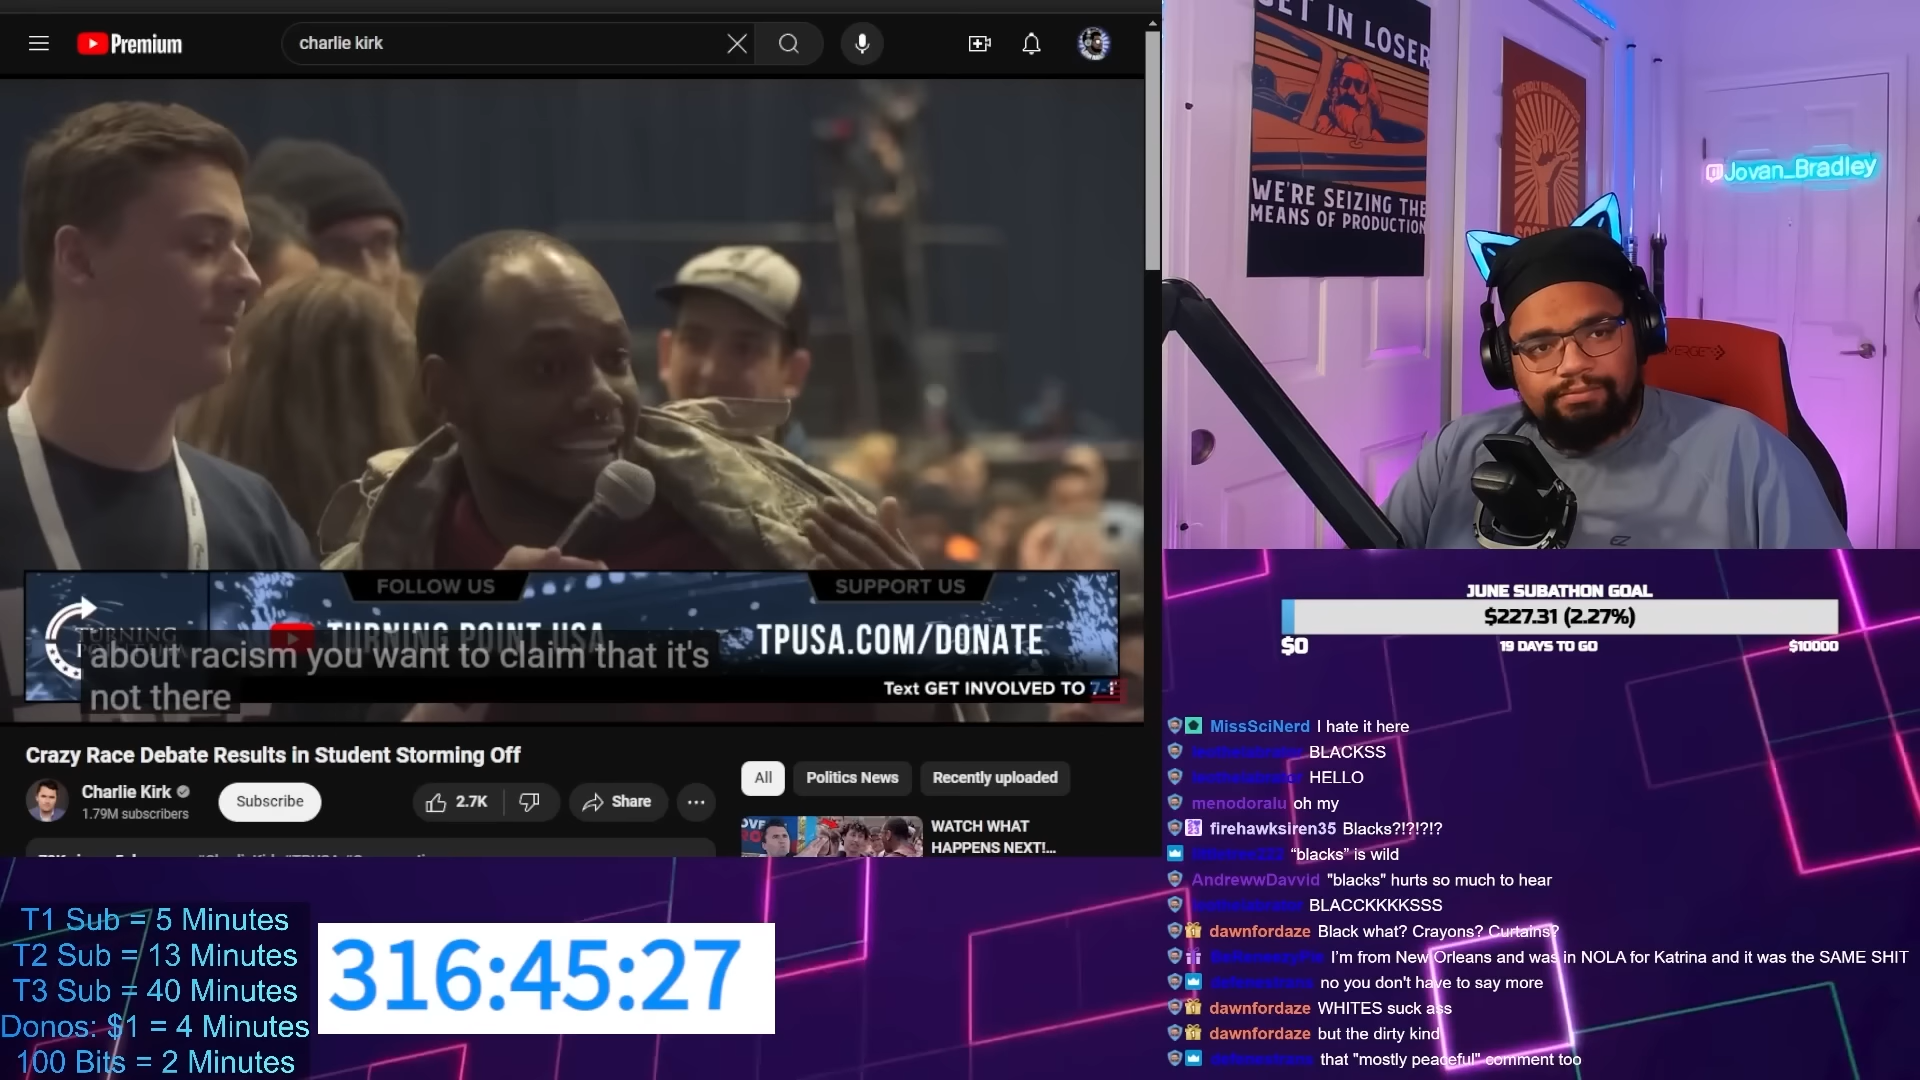 Premium
charlie kirk
FOLLOW US
SUPPORT US
TURNING POINT USA
TPUSA.COM/DONATE
about racism you want to claim that it's
not there
Text GET INVOLVED TO
Crazy Race Debate Results in Student Storming Off
Charlie Kirk
1.79M subscribers
Subscribe
2.7K
Share
All
Politics News
Recently uploaded
WATCH WHAT
HAPPENS NEXT!...
T1 Sub = 5 Minutes
T2 Sub = 13 Minutes
T3 Sub = 40 Minutes
Donos: $1 = 4 Minutes
100 Bits = 2 Minutes
316:45:27
GET IN LOSER
WE'RE SEIZING THE
MEANS OF PRODUCTION
Jovan_Bradley
JUNE SUBATHON GOAL
$227.31 (2.27%)
$0
19 DAYS TO GO
$10000
MissSciNerd I hate it here
BLACKSS
HELLO
menodoralu oh my
firehawksiren35 Blacks?!?!?!?
“blacks” is wild
AndrewwDavvid "blacks" hurts so much to hear
BLACCKKKKSSS
dawnfordaze Black what? Crayons? Curtains?
I’m from New Orleans and was in NOLA for Katrina and it was the SAME SHIT
no you don't have to say more
dawnfordaze WHITES suck ass
dawnfordaze but the dirty kind
that "mostly peaceful" comment too